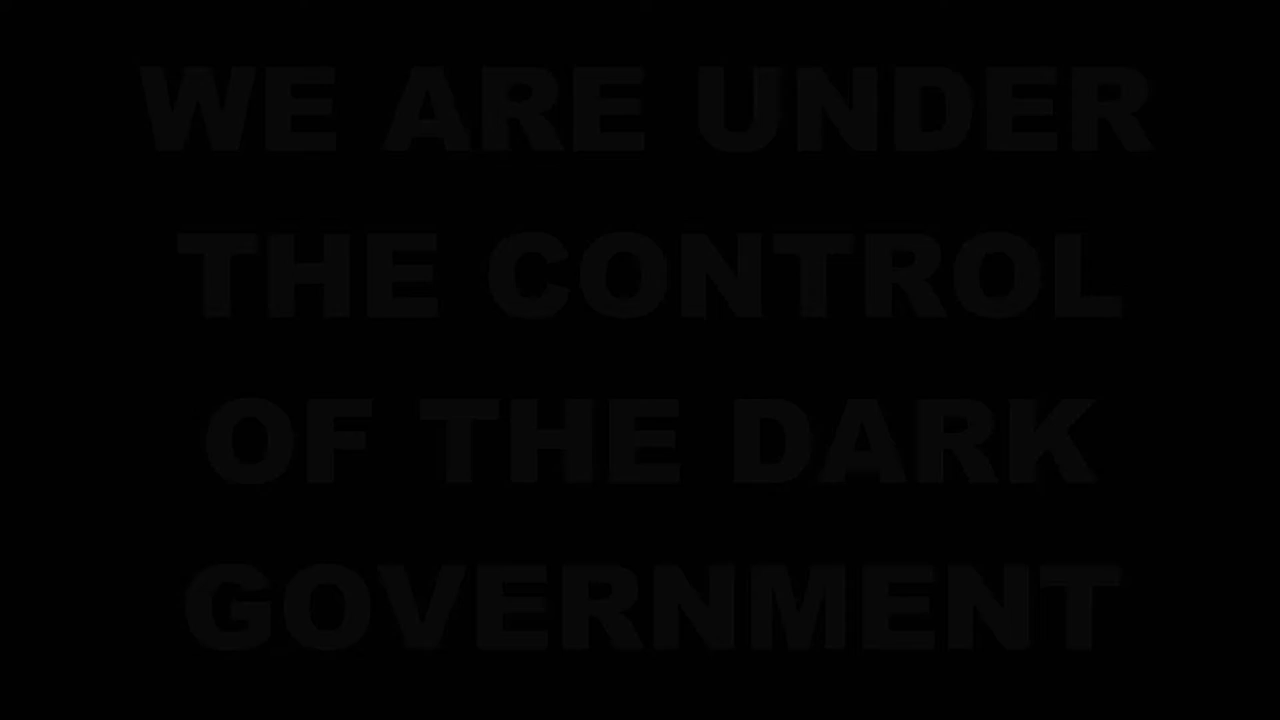 WE ARE UNDER
THE CONTROL
OF THE DARK
GOVERNMENT